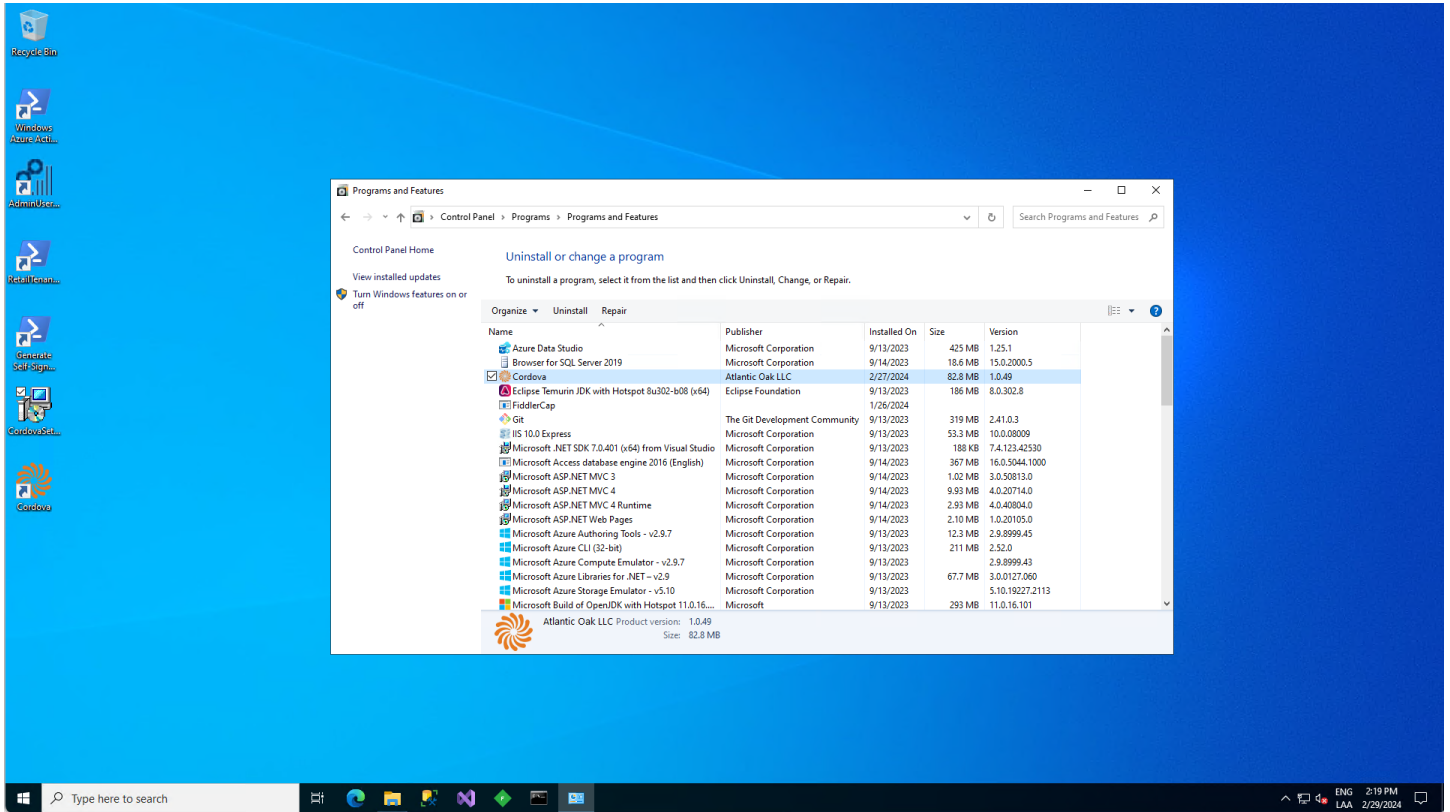 Recycle Bin
Windows
Azure Acti...
AdminUser...
RetailTenan...
Generate
Self-Sign...
CordovaSet...
Cordova
Programs and Features
Control Panel > Programs > Programs and Features
Search Programs and Features
Control Panel Home
View installed updates
Turn Windows features on or
off
Uninstall or change a program
To uninstall a program, select it from the list and then click Uninstall, Change, or Repair.
Organize Uninstall Repair
Name Publisher Installed On Size Version
Azure Data Studio Microsoft Corporation 9/13/2023 425 MB 1.25.1
Browser for SQL Server 2019 Microsoft Corporation 9/14/2023 18.6 MB 15.0.2000.5
Cordova Atlantic Oak LLC 2/27/2024 82.8 MB 1.0.49
Eclipse Temurin JDK with Hotspot 8u302-b08 (x64) Eclipse Foundation 9/13/2023 186 MB 8.0.302.8
FiddlerCap 1/26/2024
Git The Git Development Community 9/13/2023 319 MB 2.41.0.3
IIS 10.0 Express Microsoft Corporation 9/13/2023 53.3 MB 10.0.08009
Microsoft .NET SDK 7.0.401 (x64) from Visual Studio Microsoft Corporation 9/13/2023 188 KB 7.4.123.42530
Microsoft Access database engine 2016 (English) Microsoft Corporation 9/14/2023 367 MB 16.0.5044.1000
Microsoft ASP.NET MVC 3 Microsoft Corporation 9/14/2023 1.02 MB 3.0.50813.0
Microsoft ASP.NET MVC 4 Microsoft Corporation 9/14/2023 9.93 MB 4.0.20714.0
Microsoft ASP.NET MVC 4 Runtime Microsoft Corporation 9/14/2023 2.93 MB 4.0.40804.0
Microsoft ASP.NET Web Pages Microsoft Corporation 9/14/2023 2.10 MB 1.0.20105.0
Microsoft Azure Authoring Tools - v2.9.7 Microsoft Corporation 9/13/2023 12.3 MB 2.9.8999.45
Microsoft Azure CLI (32-bit) Microsoft Corporation 9/13/2023 211 MB 2.52.0
Microsoft Azure Compute Emulator - v2.9.7 Microsoft Corporation 9/13/2023 2.9.8999.43
Microsoft Azure Libraries for .NET – v2.9 Microsoft Corporation 9/13/2023 67.7 MB 3.0.0127.060
Microsoft Azure Storage Emulator - v5.10 Microsoft Corporation 9/13/2023 5.10.19227.2113
Microsoft Build of OpenJDK with Hotspot 11.0.16.... Microsoft 9/13/2023 293 MB 11.0.16.101
Atlantic Oak LLC Product version: 1.0.49
Size: 82.8 MB
Type here to search
ENG 2:19 PM
LAA 2/29/2024